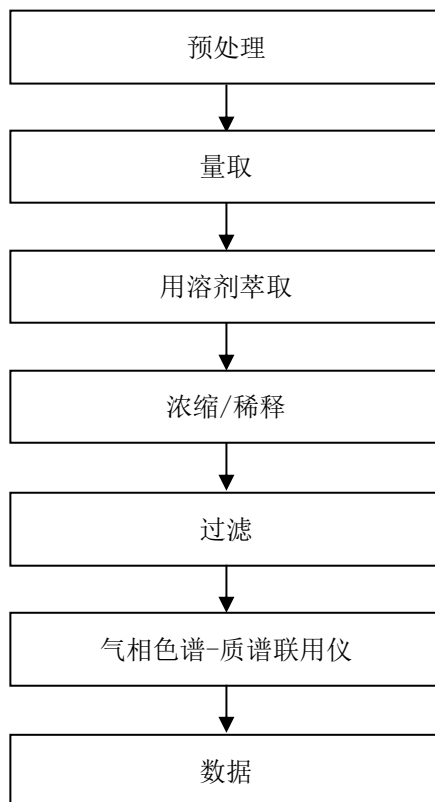 预处理
量取
用溶剂萃取
浓缩/稀释
过滤
气相色谱-质谱联用仪
数据